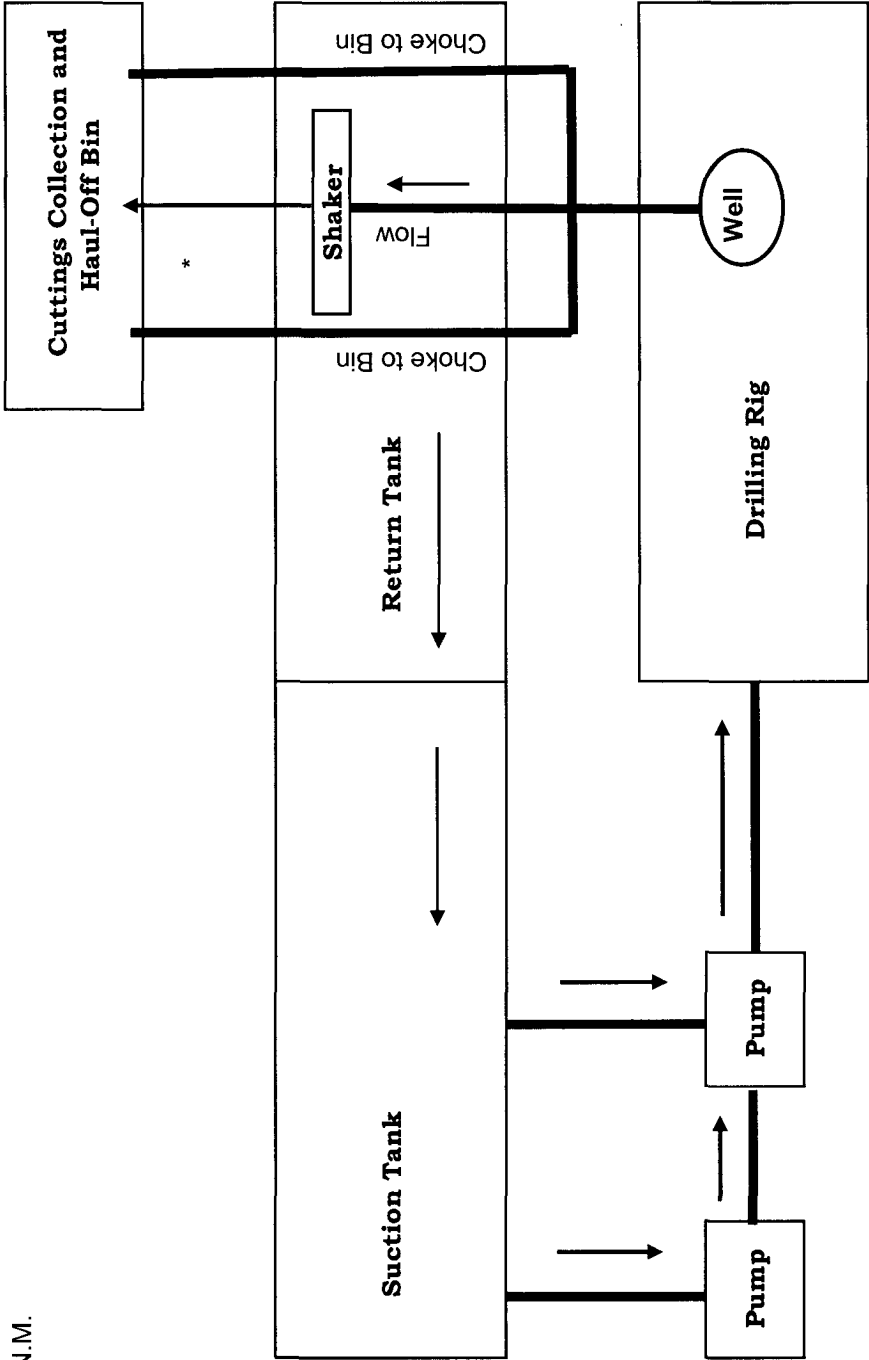 Cuttings Collection and
Haul-Off Bin
Choke to Bin
Shaker
*
Flow
Choke to Bin
Return Tank
Well
Drilling Rig
Suction Tank
Pump
Pump
N.M.